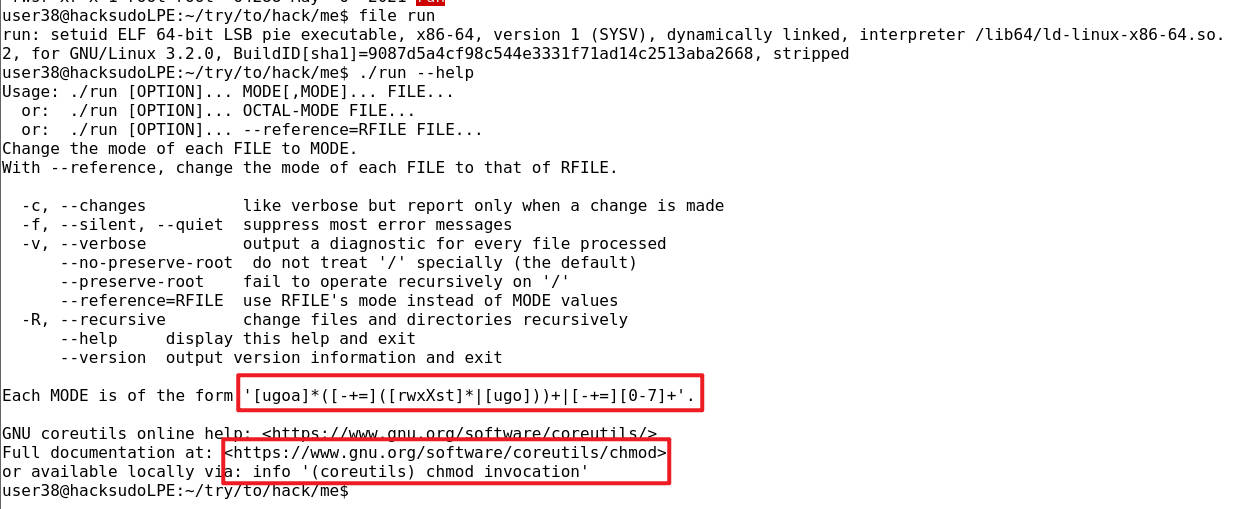 user38@hacksudoLPE:~/try/to/hack/me$ file run
run: setuid ELF 64-bit LSB pie executable, x86-64, version 1 (SYSV), dynamically linked, interpreter /lib64/ld-linux-x86-64.so.
2, for GNU/Linux 3.2.0, BuildID[sha1]=9087d5a4cf98c544e3331f71ad14c2513aba2668, stripped
user38@hacksudoLPE:~/try/to/hack/me$ ./run --help
Usage: ./run [OPTION]... MODE[,MODE]... FILE...
  or:  ./run [OPTION]... OCTAL-MODE FILE...
  or:  ./run [OPTION]... --reference=RFILE FILE...
Change the mode of each FILE to MODE.
With --reference, change the mode of each FILE to that of RFILE.
  -c, --changes          like verbose but report only when a change is made
  -f, --silent, --quiet  suppress most error messages
  -v, --verbose          output a diagnostic for every file processed
      --no-preserve-root  do not treat '/' specially (the default)
      --preserve-root    fail to operate recursively on '/'
      --reference=RFILE  use RFILE's mode instead of MODE values
  -R, --recursive        change files and directories recursively
      --help     display this help and exit
      --version  output version information and exit
Each MODE is of the form '[ugoa]*([-+=]([rwxXst]*|[ugo]))+|[-+=][0-7]+'.
GNU coreutils online help: <https://www.gnu.org/software/coreutils/>
Full documentation at: <https://www.gnu.org/software/coreutils/chmod>
or available locally via: info '(coreutils) chmod invocation'
user38@hacksudoLPE:~/try/to/hack/me$